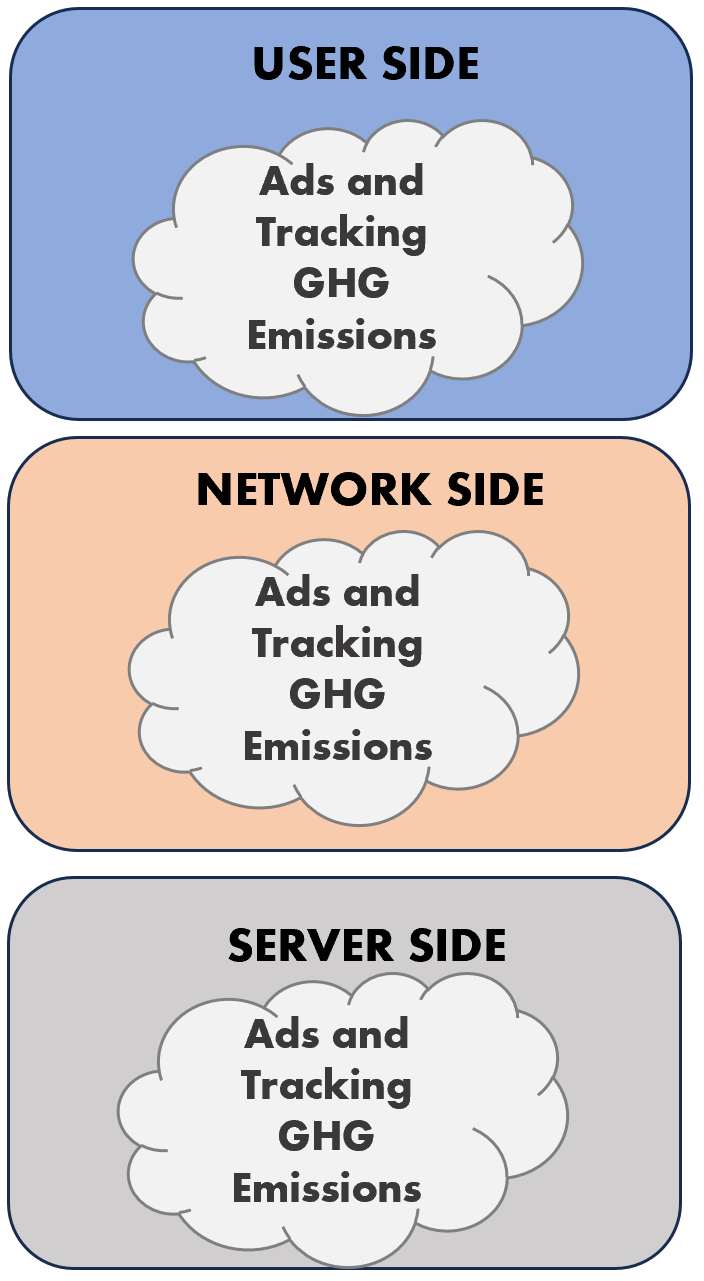 USER SIDE
Ads and
Tracking
GHG
Emissions
NETWORK SIDE
Ads and
Tracking
GHG
Emissions
SERVER SIDE
Ads and
Tracking
GHG
Emissions